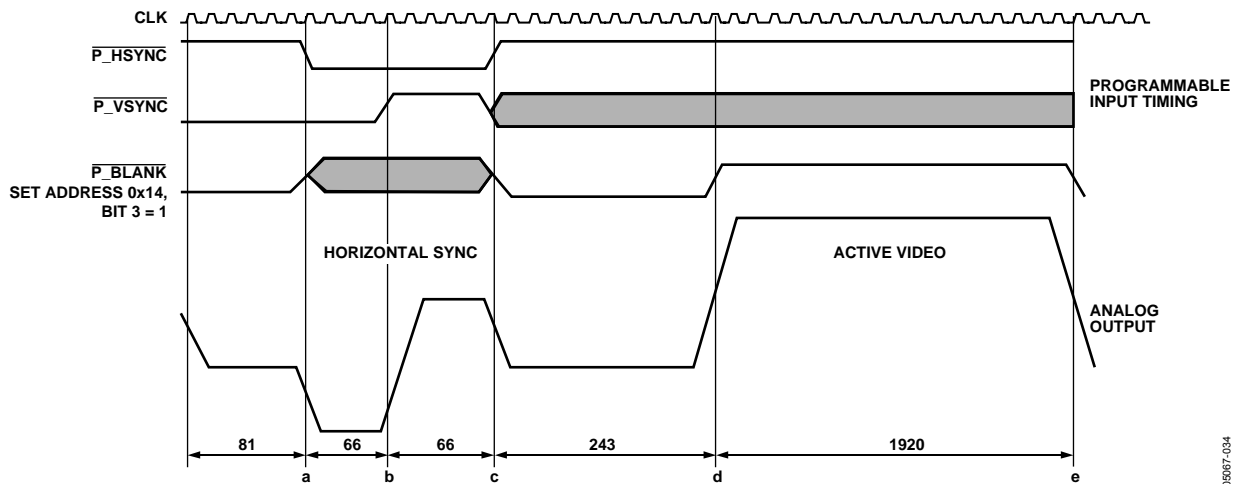 CLK
P_HSYNC
P_VSYNC
PROGRAMMABLE
INPUT TIMING
P_BLANK
SET ADDRESS 0x14,
BIT 3 = 1
HORIZONTAL SYNC
ACTIVE VIDEO
ANALOG
OUTPUT
81 66 66 243 1920
a b c d e
05067-034